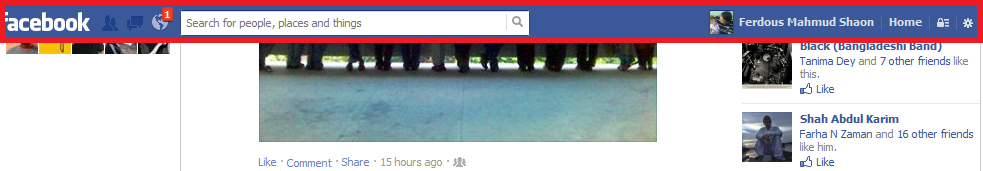 facebook
1
Search for people, places and things
Ferdous Mahmud Shaon
Home
Black (Bangladeshi Band)
Tanima Dey and 7 other friends like
this.
Like
Shah Abdul Karim
Farha N Zaman and 16 other friends
like him.
Like
Like · Comment · Share · 15 hours ago ·